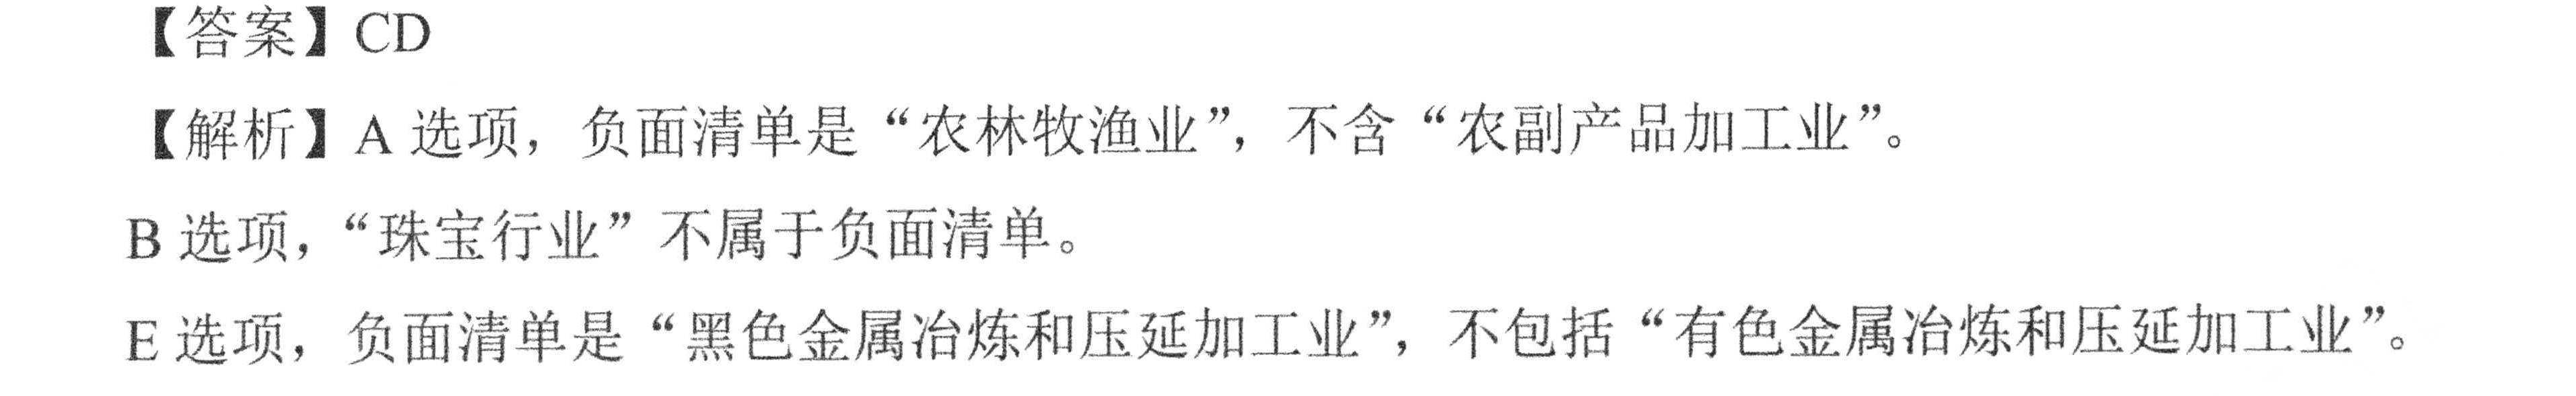 【答案】CD
【解析】A 选项，负面清单是“农林牧渔业”，不含“农副产品加工业”。
B 选项，“珠宝行业”不属于负面清单。
E 选项，负面清单是“黑色金属冶炼和压延加工业”，不包括“有色金属冶炼和压延加工业”。